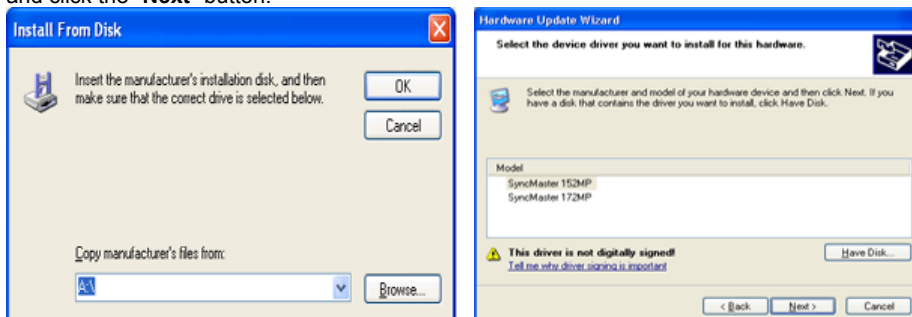 and click the "Next" button.
Install From Disk
Insert the manufacturer's installation disk, and then
make sure that the correct drive is selected below.
OK
Cancel
Copy manufacturer's files from:
A:\
Browse...
Hardware Update Wizard
Select the device driver you want to install for this hardware.
Select the manufacturer and model of your hardware device and then click Next. If you
have a disk that contains the driver you want to install, click Have Disk.
Model
SyncMaster 152MP
SyncMaster 172MP
This driver is not digitally signed!
Tell me why driver signing is important
Have Disk...
< Back
Next >
Cancel